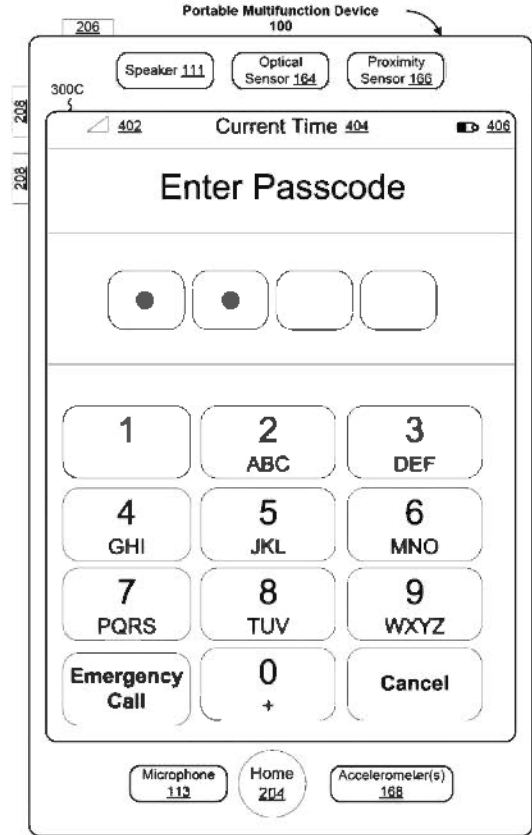 Portable Multifunction Device
100
206
Speaker 111
Optical
Sensor 164
Proximity
Sensor 166
300C
208
402
Current Time 404
406
208
Enter Passcode
1
2
3
ABC
DEF
4
5
6
GHI
JKL
MNO
7
8
9
PQRS
TUV
WXYZ
Emergency
Call
0
+
Cancel
Microphone
113
Home
204
Accelerometer(s)
168